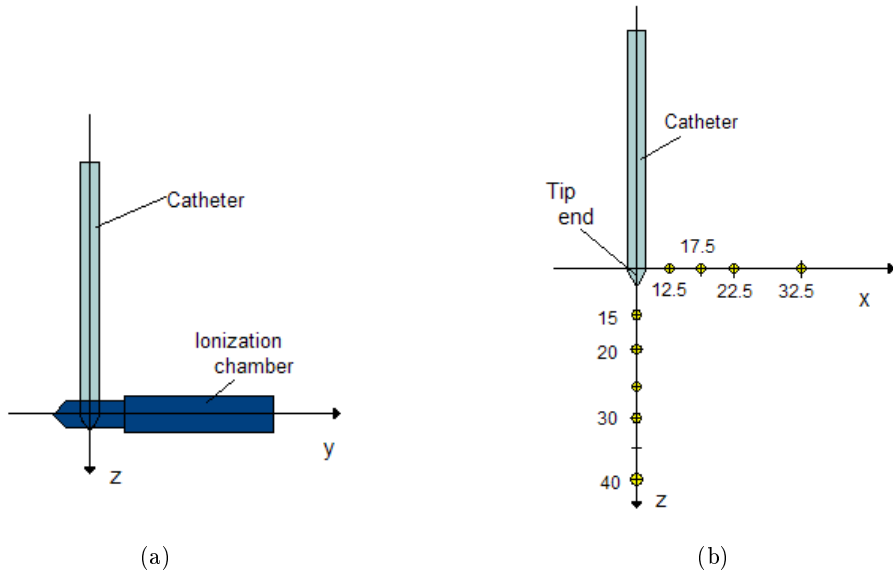 Catheter
Ionization
chamber
y
z
(a)
Catheter
Tip
end
17.5
12.5
22.5
32.5
x
15
20
30
40
z
(b)